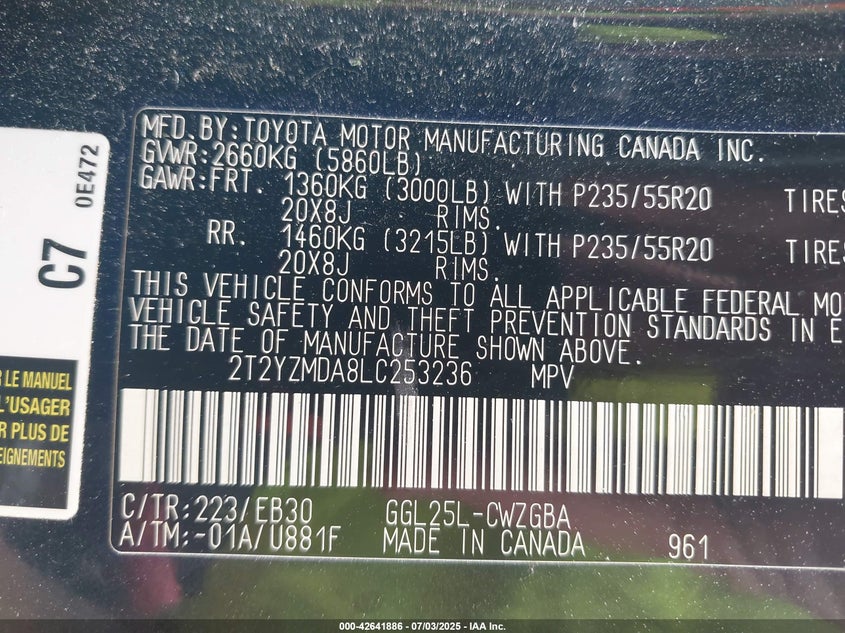 MFD.BY:TOYOTA MOTOR MANUFACTURING CANADA INC.
GVWR:2660KG (5860LB)
GAWR:FRT. 1360KG (3000LB) WITH P235/55R20 TIRES
20X8J RIMS.
RR. 1460KG (3215LB) WITH P235/55R20 TIRES
20X8J RIMS.
THIS VEHICLE CONFORMS TO ALL APPLICABLE FEDERAL MO
VEHICLE SAFETY AND THEFT PREVENTION STANDARDS IN E
THE DATE OF MANUFACTURE SHOWN ABOVE.
2T2YZMDA8LC253236 MPV
C/TR:223/EB30 GGL25L-CWZGBA
A/TM:-01A/U881F MADE IN CANADA 961
C7 0E472
R LE MANUEL
L'USAGER
R PLUS DE
EIGNEMENTS
000-42641886 - 07/03/2025 - IAA Inc.